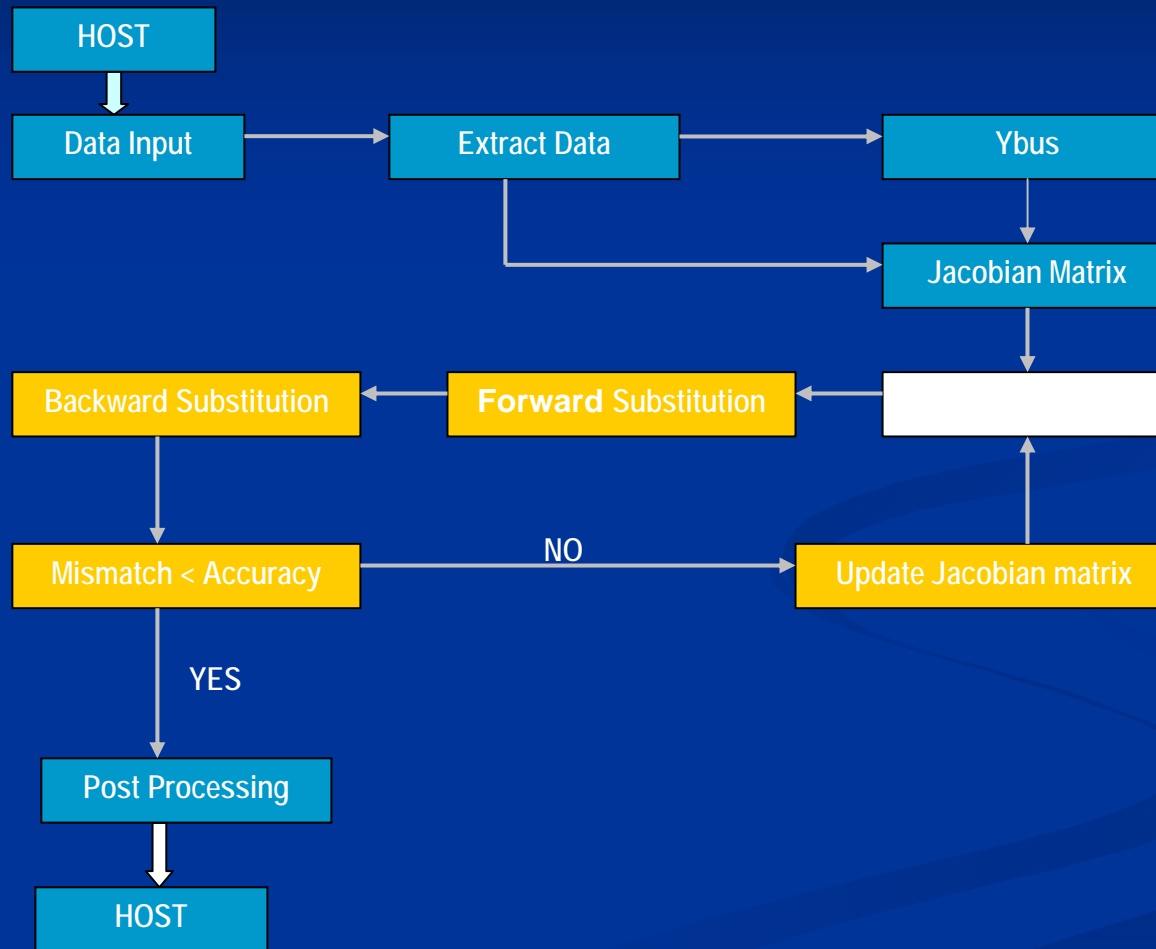 HOST
Data Input
Extract Data
Ybus
Jacobian Matrix
Backward Substitution
Forward Substitution
Mismatch < Accuracy
NO
Update Jacobian matrix
YES
Post Processing
HOST